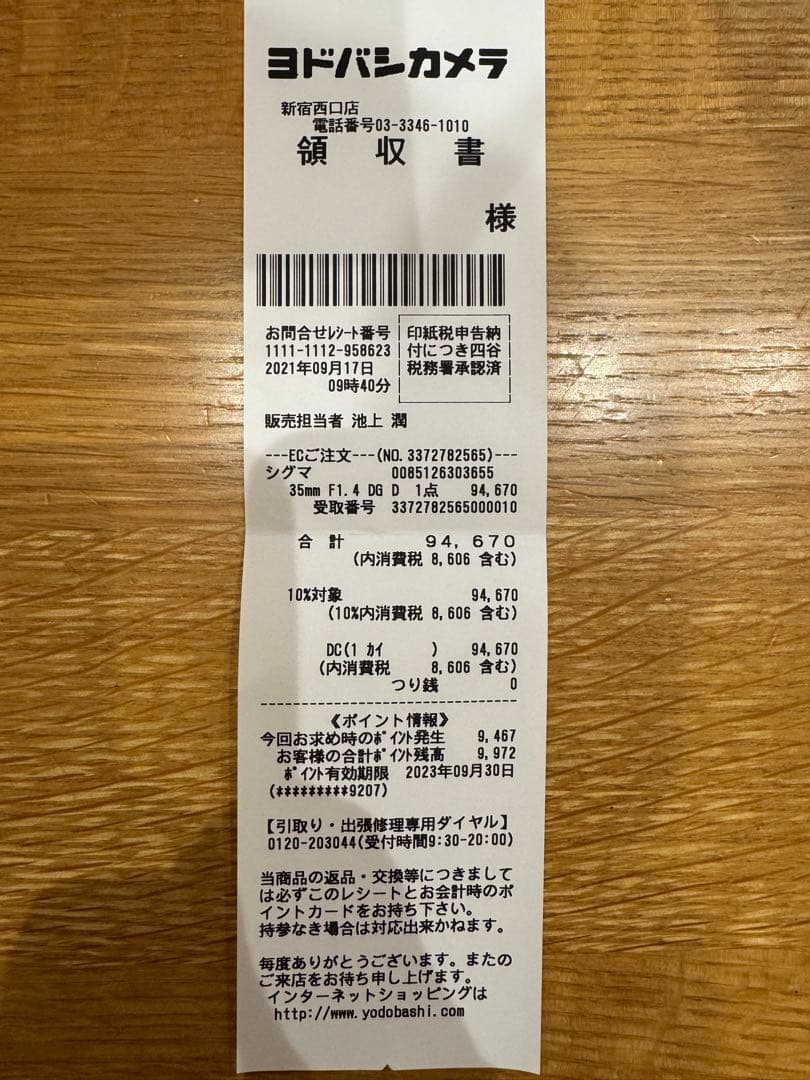 ヨドバシカメラ
新宿西口店
電話番号03-3346-1010
領 収 書
様
お問合せﾚｼｰﾄ番号
1111-1112-958623
2021年09月17日
09時40分
印紙税申告納
付につき四谷
税務署承認済
販売担当者 池上 潤
---ECご注文---(NO.3372782565)---
シグマ 0085126303655
35mm F1.4 DG D 1点 94,670
受取番号 3372782565000010
合 計 94,670
(内消費税 8,606 含む)
10%対象 94,670
(10%内消費税 8,606 含む)
DC(1 ｶｲ ) 94,670
(内消費税 8,606 含む)
つり銭 0
《ポイント情報》
今回お求め時のﾎﾟｲﾝﾄ発生 9,467
お客様の合計ﾎﾟｲﾝﾄ残高 9,972
ﾎﾟｲﾝﾄ有効期限 2023年09月30日
(*********9207)
【引取り・出張修理専用ダイヤル】
0120-203044(受付時間9:30-20:00)
当商品の返品・交換等につきまして
は必ずこのレシートとお会計時のポ
イントカードをお持ち下さい。
持参なき場合は対応出来かねます。
毎度ありがとうございます。またの
ご来店をお待ち申し上げます。
インターネットショッピングは
http://www.yodobashi.com